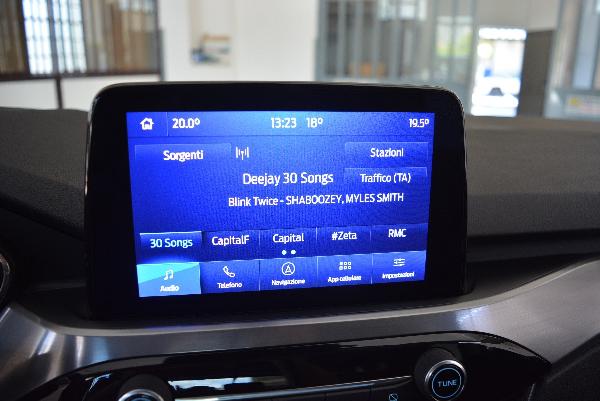 20.0° 13:23 18° 19.5°
Sorgenti Stazioni
Deejay 30 Songs Traffico (TA)
Blink Twice - SHABOOZEY, MYLES SMITH
30 Songs CapitalF Capital #Zeta RMC
Audio Telefono Navigazione App cellulare Impostazioni
TUNE